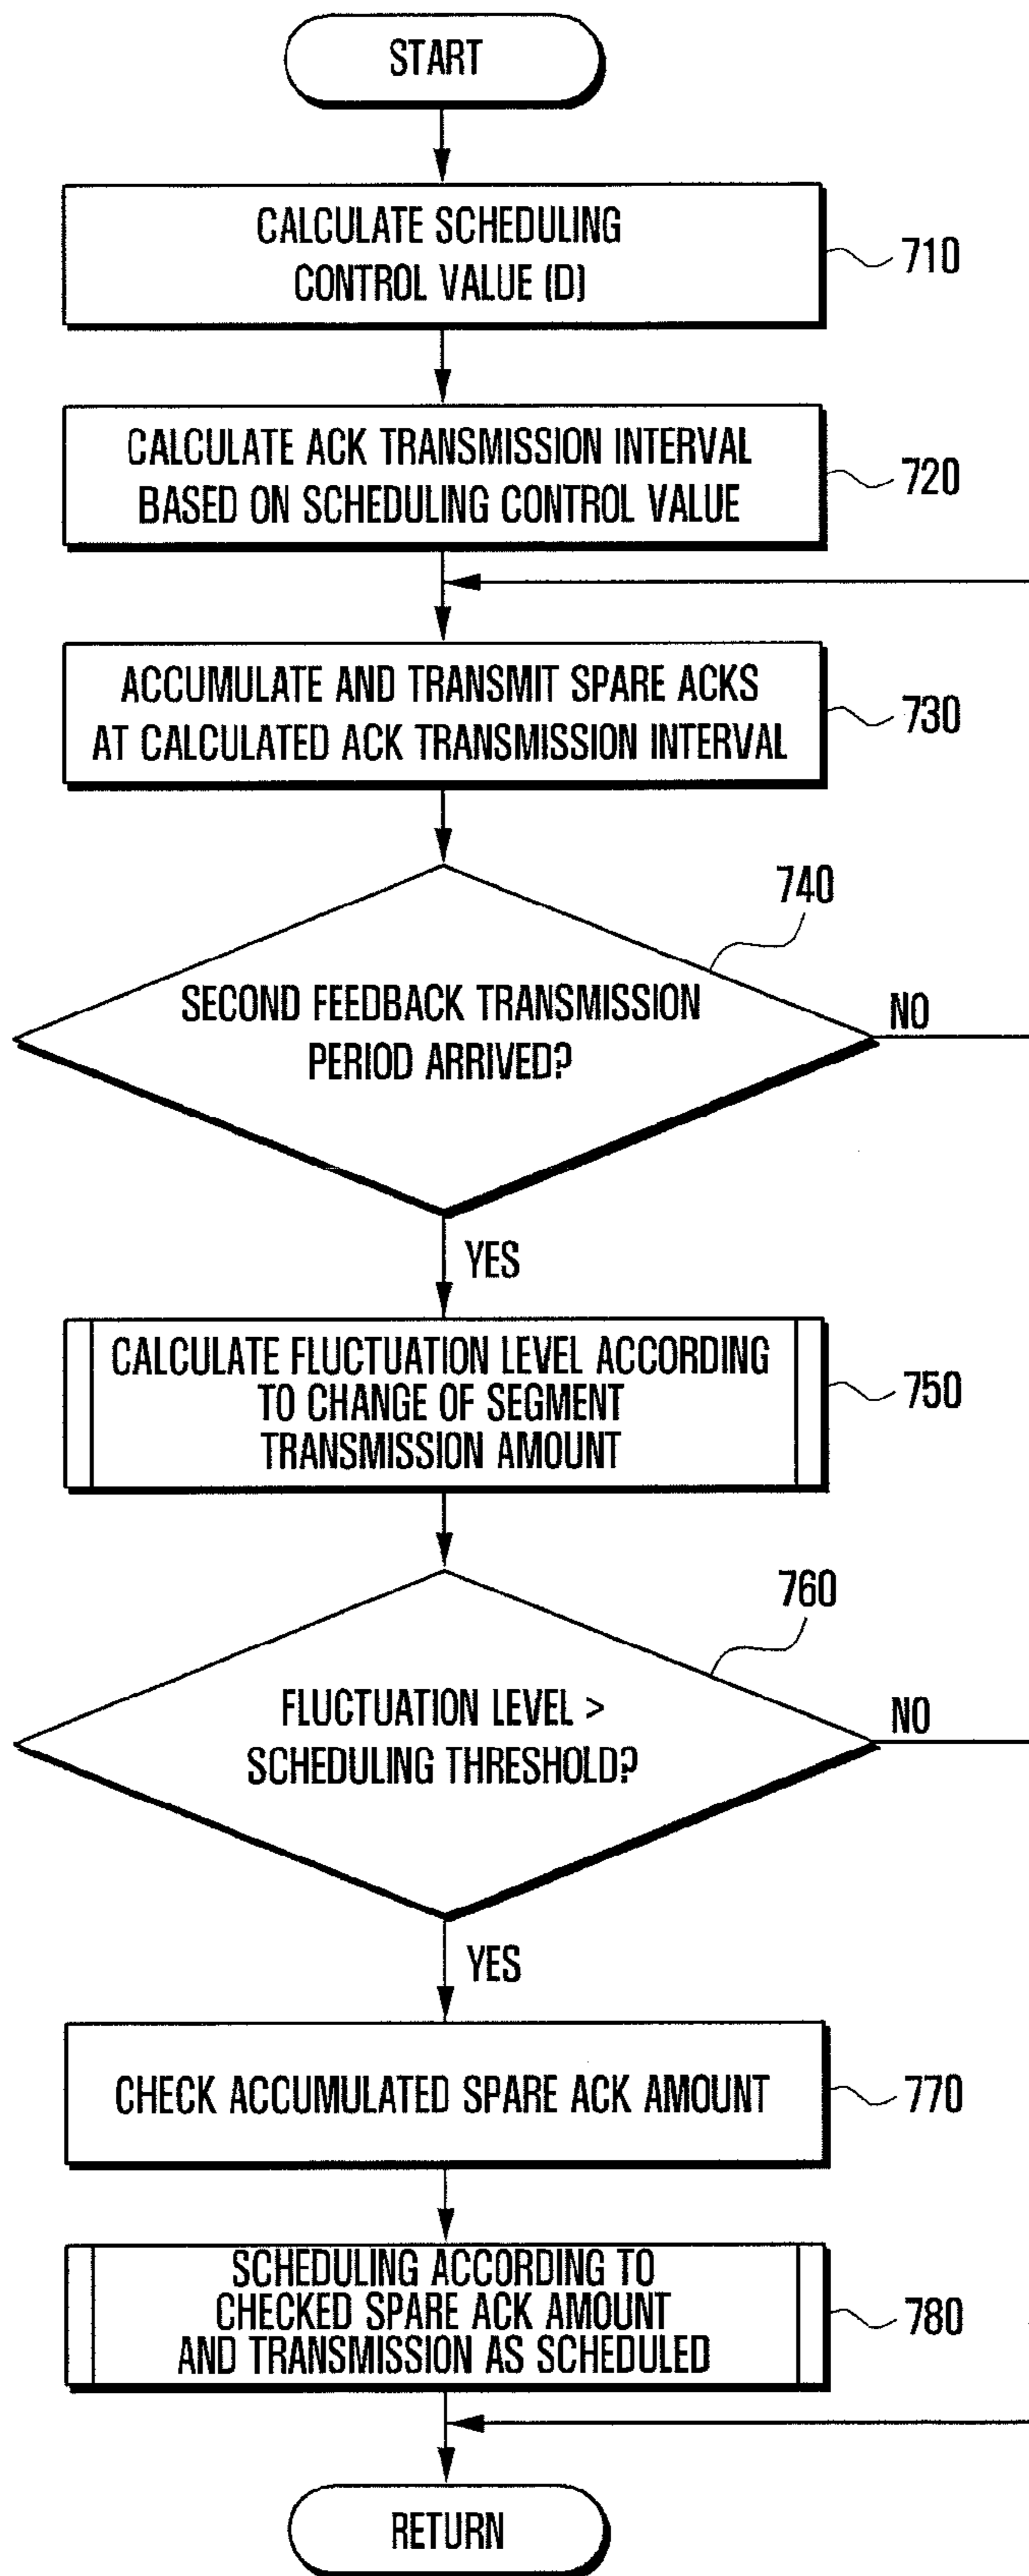 START
CALCULATE SCHEDULING
CONTROL VALUE (D)
710
CALCULATE ACK TRANSMISSION INTERVAL
BASED ON SCHEDULING CONTROL VALUE
720
ACCUMULATE AND TRANSMIT SPARE ACKS
AT CALCULATED ACK TRANSMISSION INTERVAL
730
740
SECOND FEEDBACK TRANSMISSION
PERIOD ARRIVED?
NO
YES
CALCULATE FLUCTUATION LEVEL ACCORDING
TO CHANGE OF SEGMENT
TRANSMISSION AMOUNT
750
760
FLUCTUATION LEVEL >
SCHEDULING THRESHOLD?
NO
YES
CHECK ACCUMULATED SPARE ACK AMOUNT
770
SCHEDULING ACCORDING TO
CHECKED SPARE ACK AMOUNT
AND TRANSMISSION AS SCHEDULED
780
RETURN